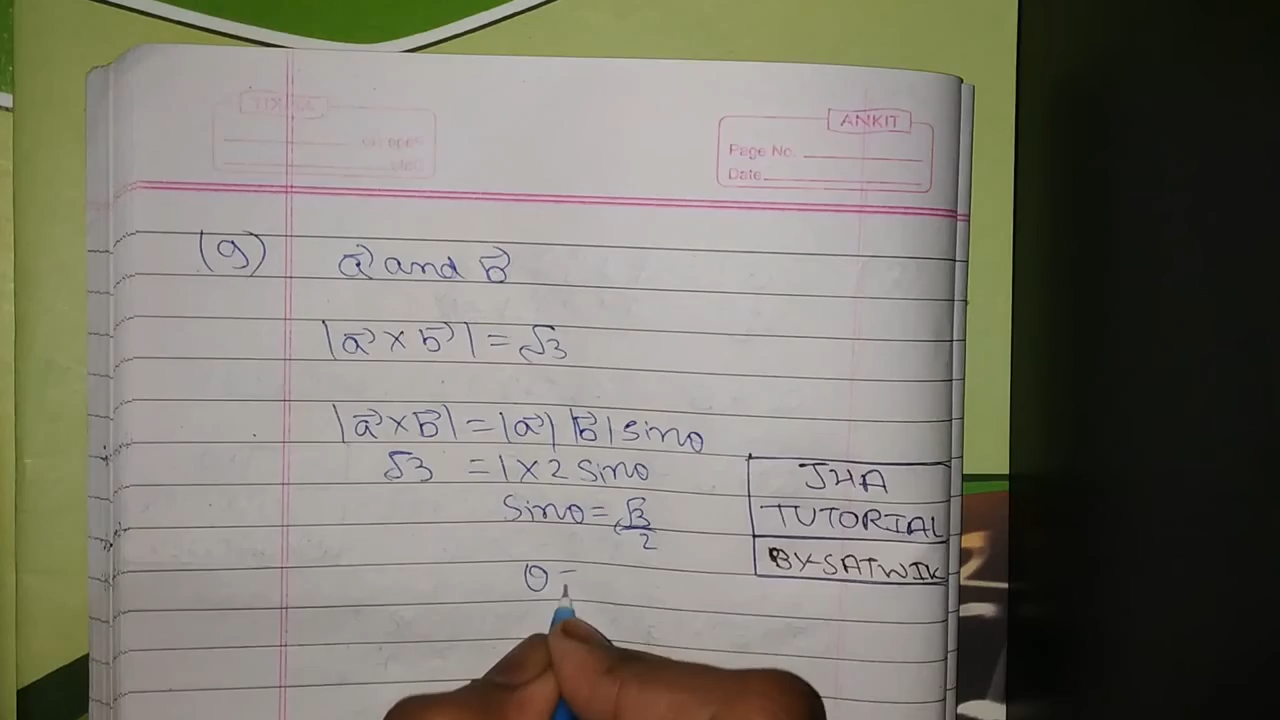 ANKIT
Page No.
Date
(9) a⃗ and b⃗
|a⃗ × b⃗| = √3
|a⃗ × b⃗| = |a⃗| |b⃗| sinθ
√3 = 1 × 2 sinθ
sinθ = √3/2
θ =
JHA
TUTORIAL
BY SATWIK